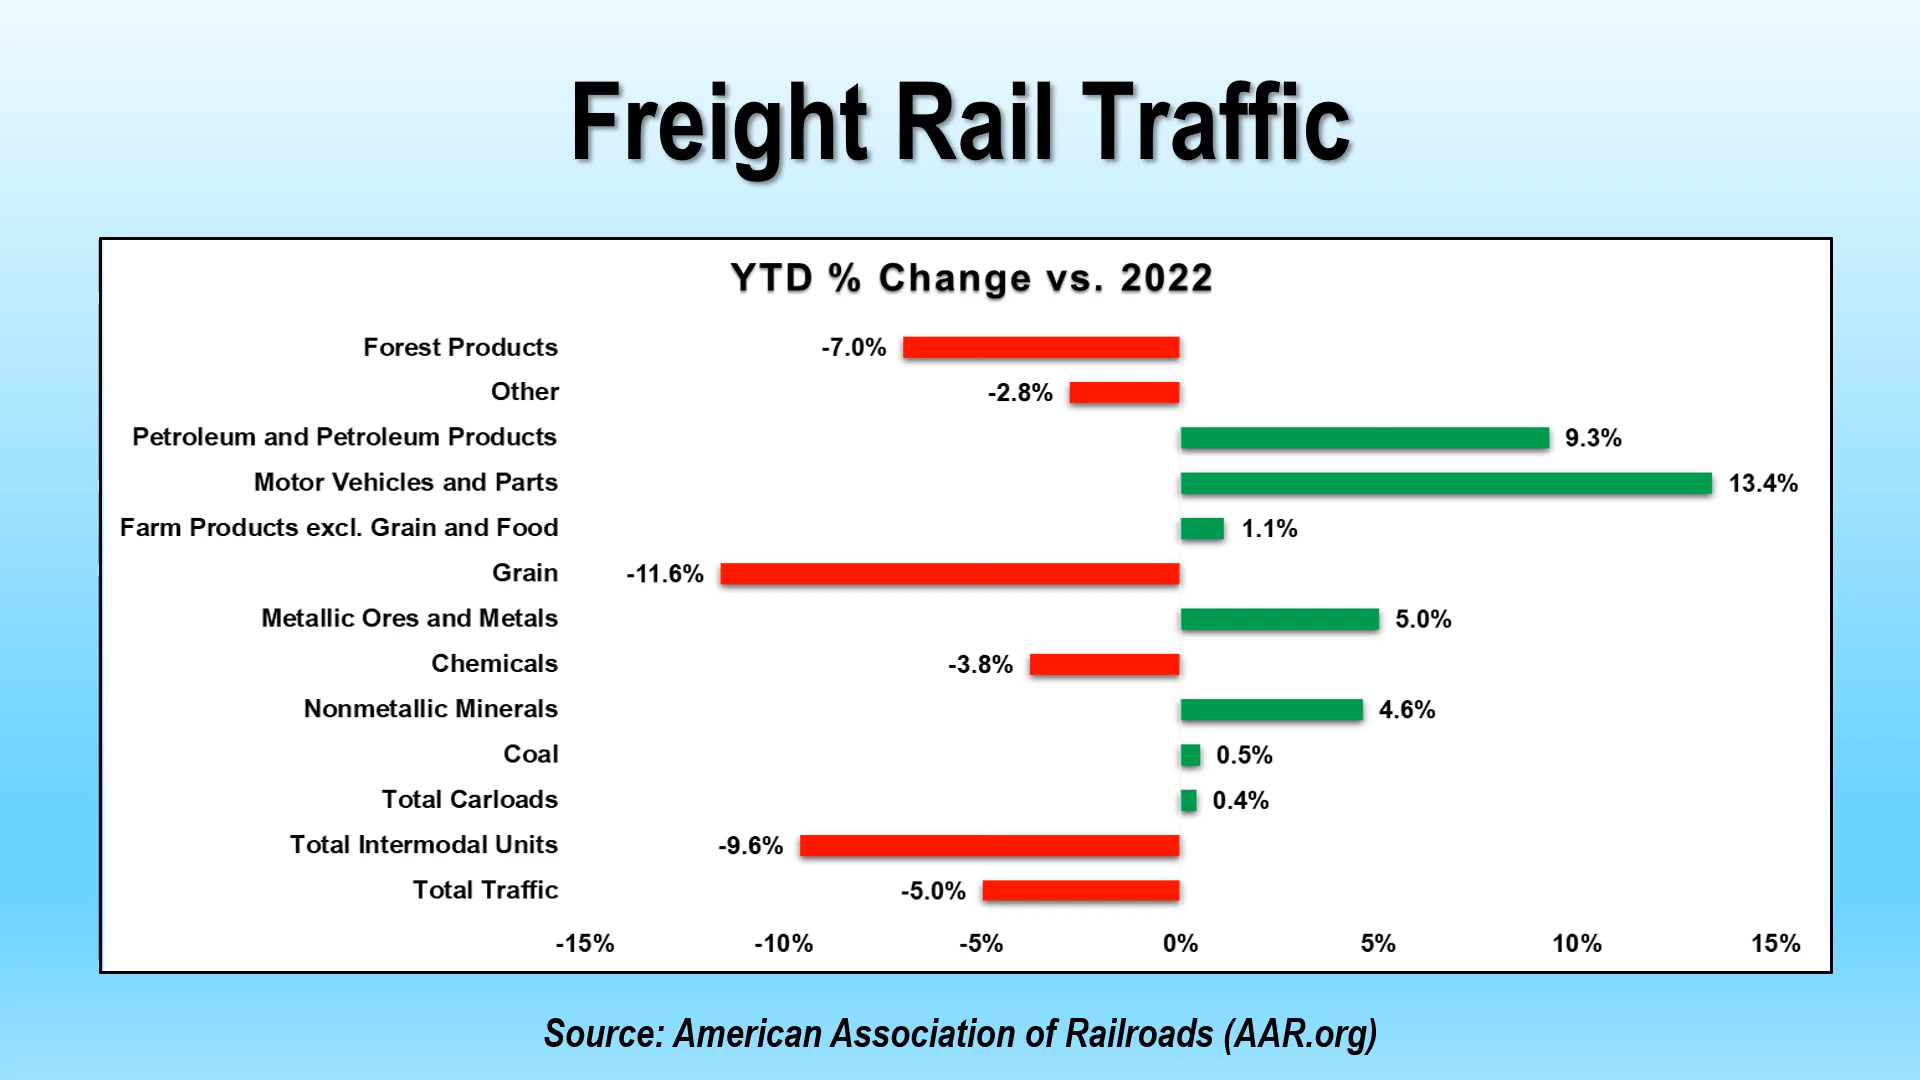 Freight Rail Traffic
YTD % Change vs. 2022
Forest Products -7.0%
Other -2.8%
Petroleum and Petroleum Products 9.3%
Motor Vehicles and Parts 13.4%
Farm Products excl. Grain and Food 1.1%
Grain -11.6%
Metallic Ores and Metals 5.0%
Chemicals -3.8%
Nonmetallic Minerals 4.6%
Coal 0.5%
Total Carloads 0.4%
Total Intermodal Units -9.6%
Total Traffic -5.0%
-15% -10% -5% 0% 5% 10% 15%
Source: American Association of Railroads (AAR.org)